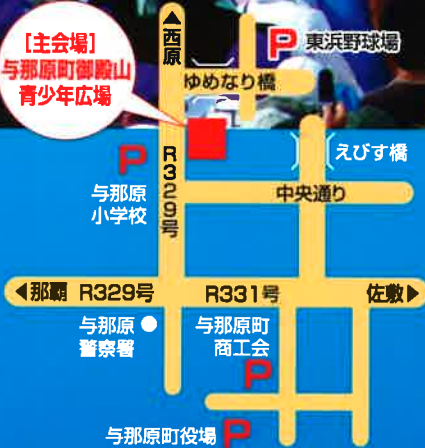 [主会場]
与那原町御殿山
青少年広場
▲西原
P 東浜野球場
ゆめなり橋
P
R329号
えびす橋
与那原
小学校
中央通り
◀那覇 R329号
R331号
佐敷▶
与那原
警察署
与那原町
商工会
P
与那原町役場 P